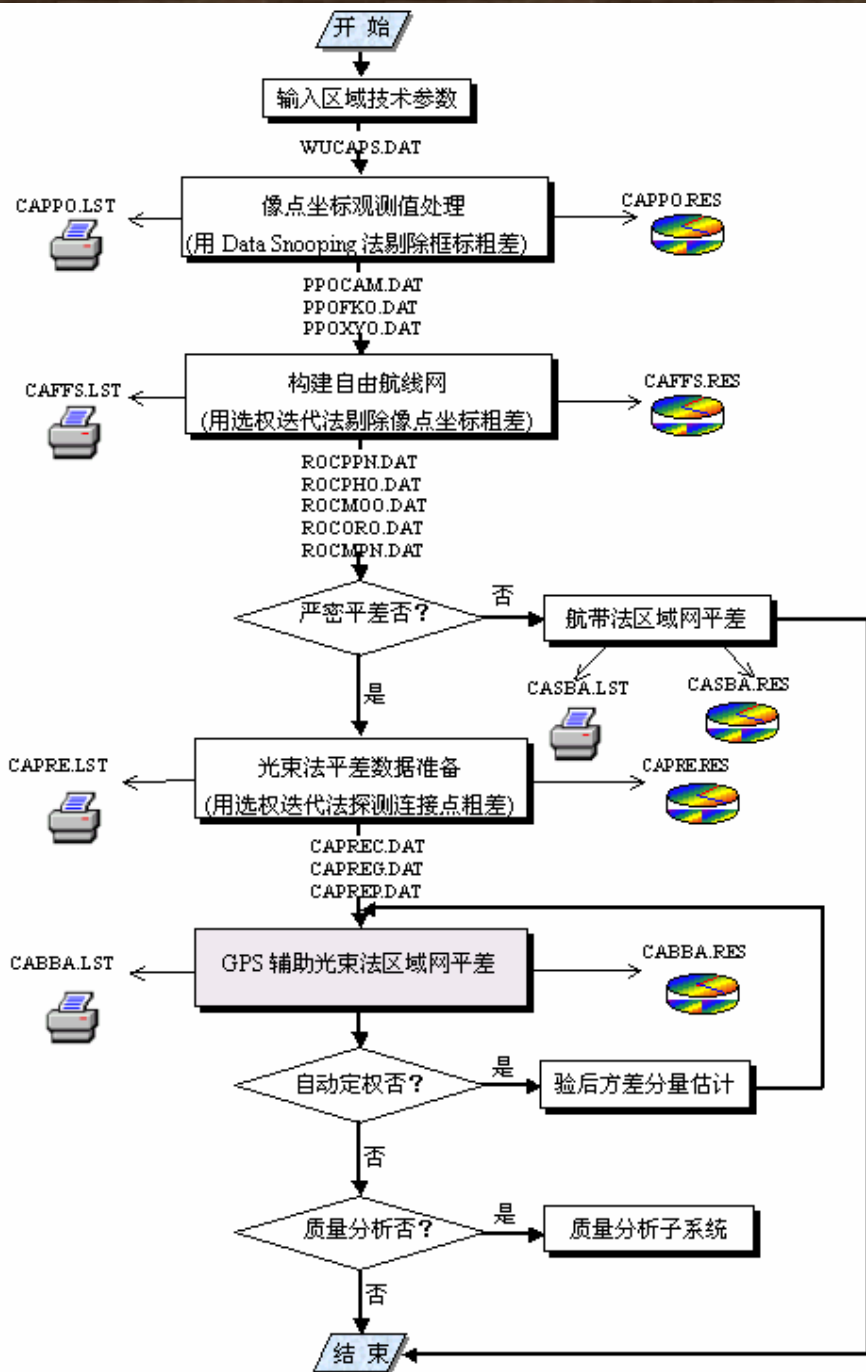 开 始
输入区域技术参数
WUCAPS.DAT
CAPPO.LST
像点坐标观测值处理
(用 Data Snooping 法剔除框标粗差)
CAPPO.RES
PPOCAM.DAT
PPOFKO.DAT
PPOXYO.DAT
CAFFS.LST
构建自由航线网
(用选权迭代法剔除像点坐标粗差)
CAFFS.RES
ROCPPN.DAT
ROCPHO.DAT
ROCMOO.DAT
ROCORO.DAT
ROCMPN.DAT
严密平差否？
否
航带法区域网平差
是
CASBA.LST
CASBA.RES
CAPRE.LST
光束法平差数据准备
(用选权迭代法探测连接点粗差)
CAPRE.RES
CAPREC.DAT
CAPREG.DAT
CAPREP.DAT
CABBA.LST
GPS 辅助光束法区域网平差
CABBA.RES
自动定权否？
是
验后方差分量估计
否
质量分析否？
是
质量分析子系统
否
结 束